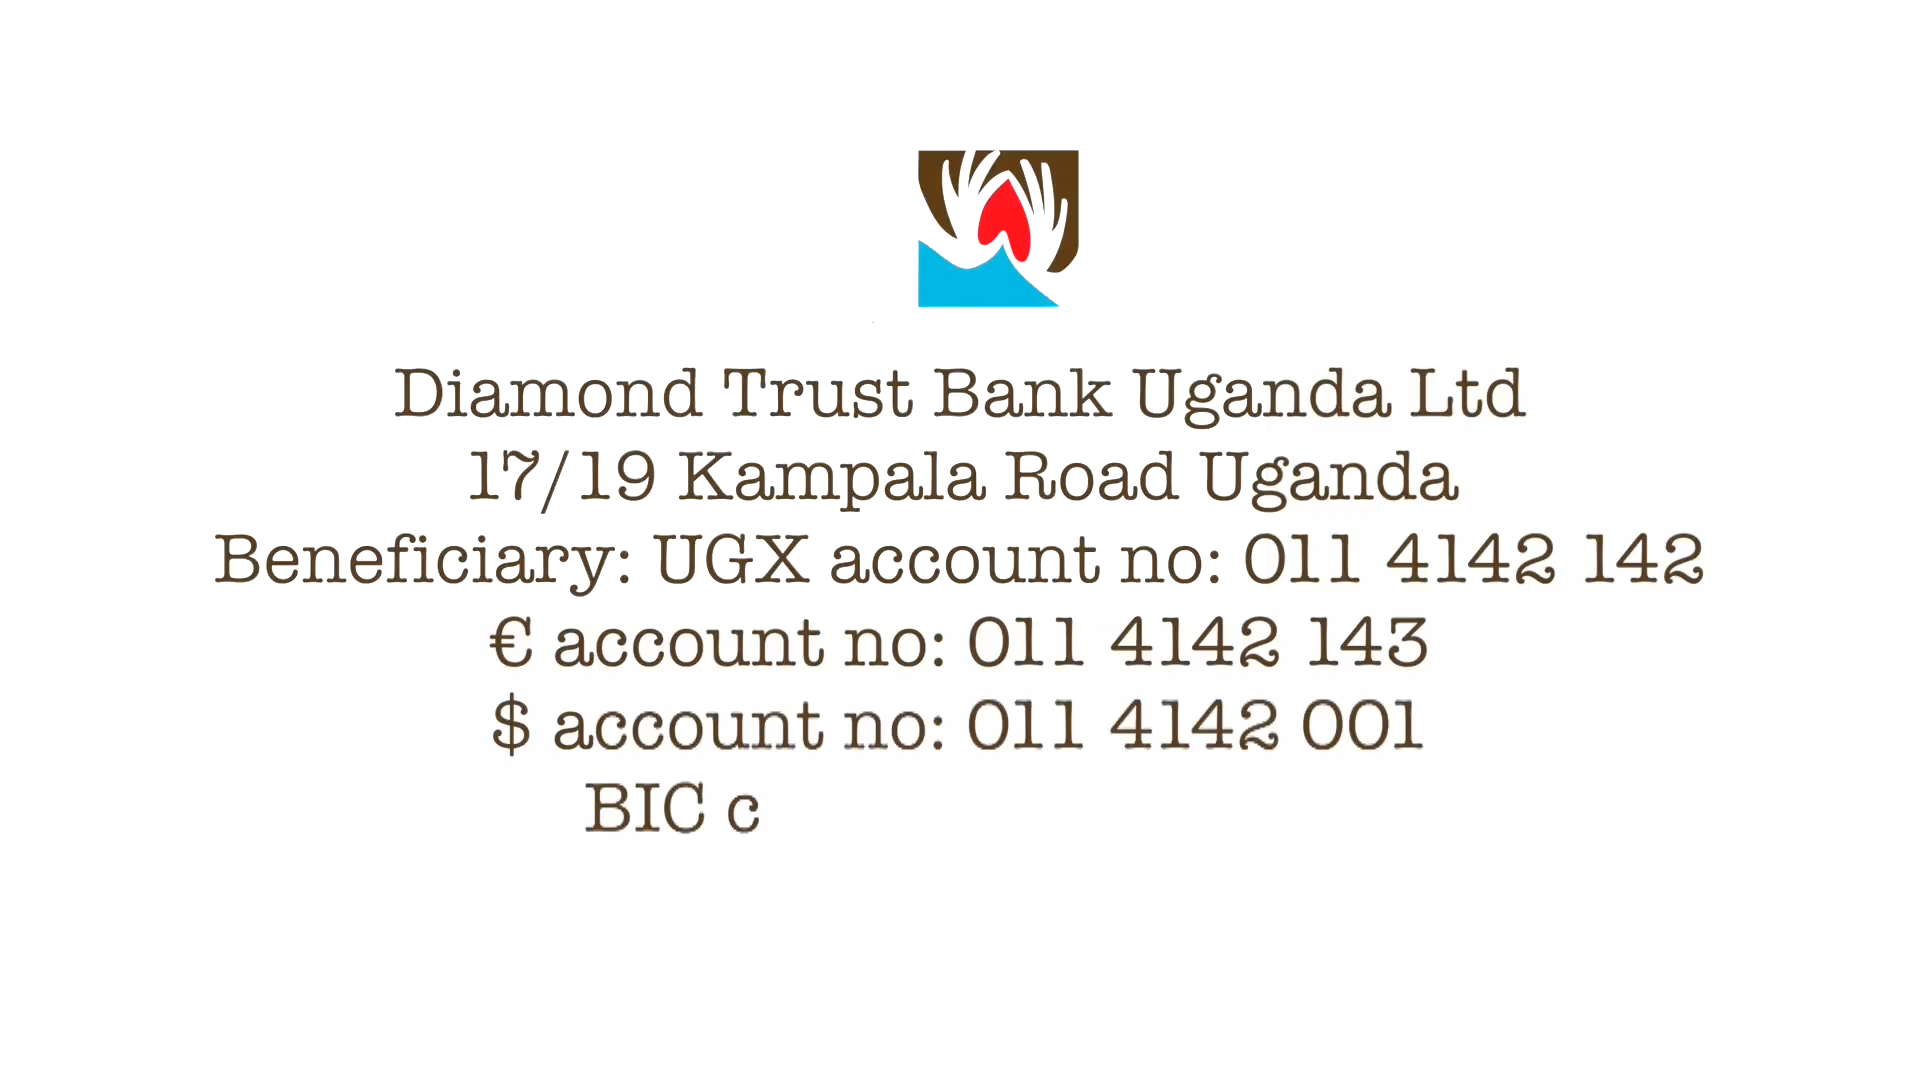 Diamond Trust Bank Uganda Ltd
17/19 Kampala Road Uganda
Beneficiary: UGX account no: 011 4142 142
€ account no: 011 4142 143
$ account no: 011 4142 001
BIC c